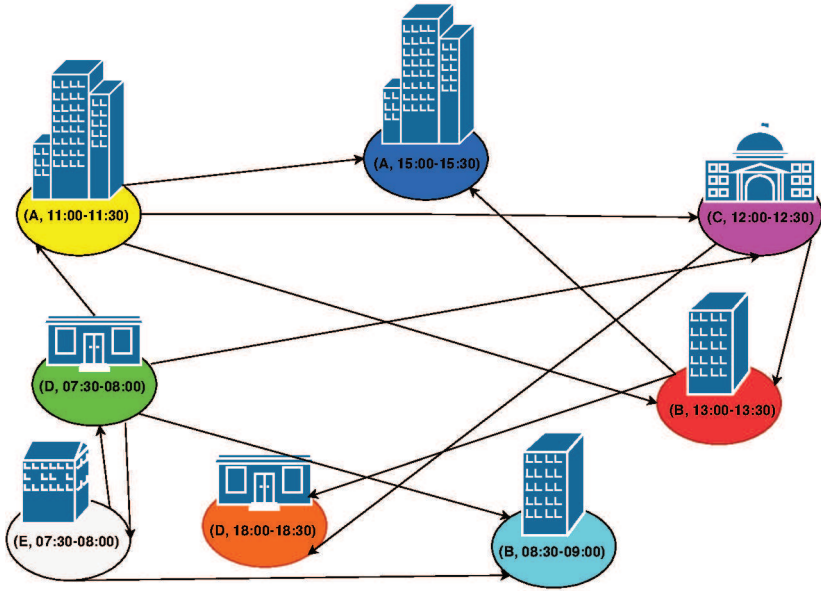 (A, 15:00-15:30)
(A, 11:00-11:30)
(C, 12:00-12:30)
(D, 07:30-08:00)
(B, 13:00-13:30)
(D, 18:00-18:30)
(E, 07:30-08:00)
(B, 08:30-09:00)